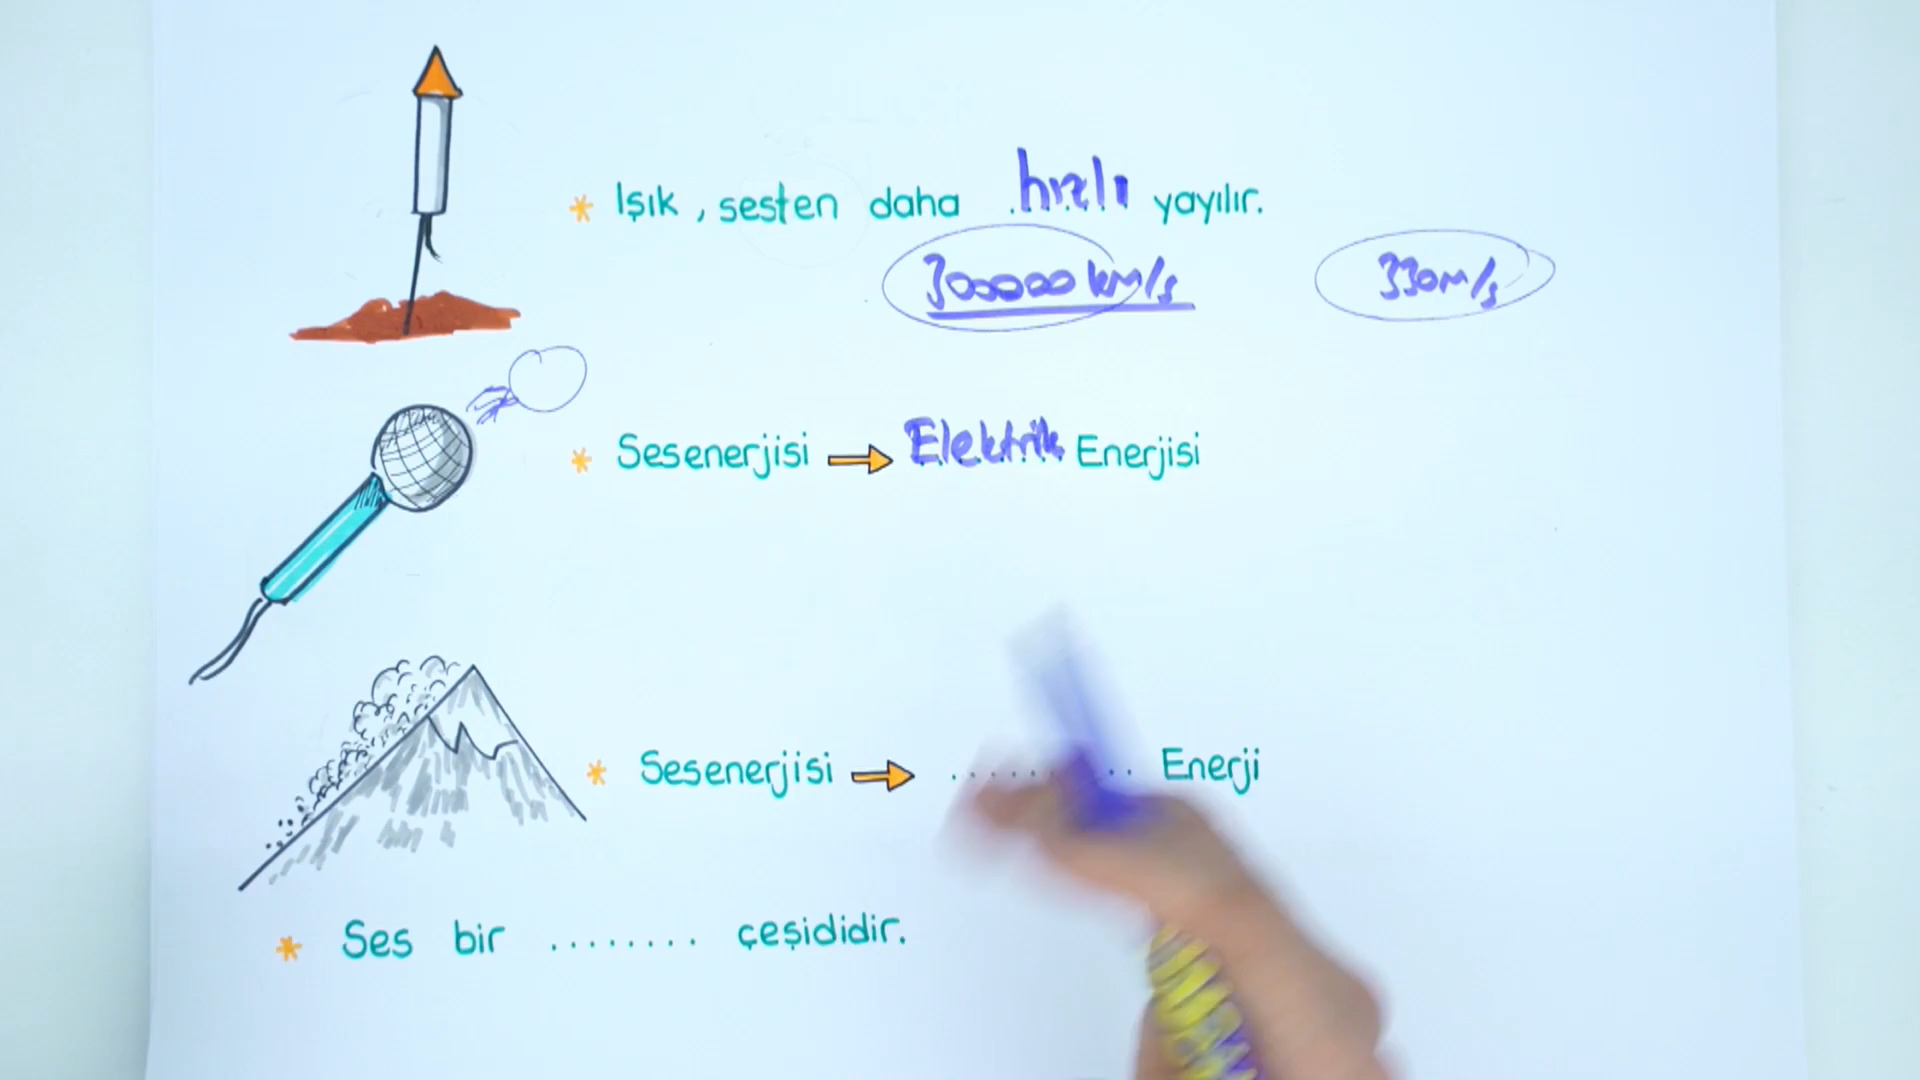 * Işık, sesten daha hızlı yayılır.
300000 km/s 330m/s
* Sesenerjisi → Elektrik Enerjisi
* Sesenerjisi → ........ Enerji
* Ses bir ........ çeşididir.